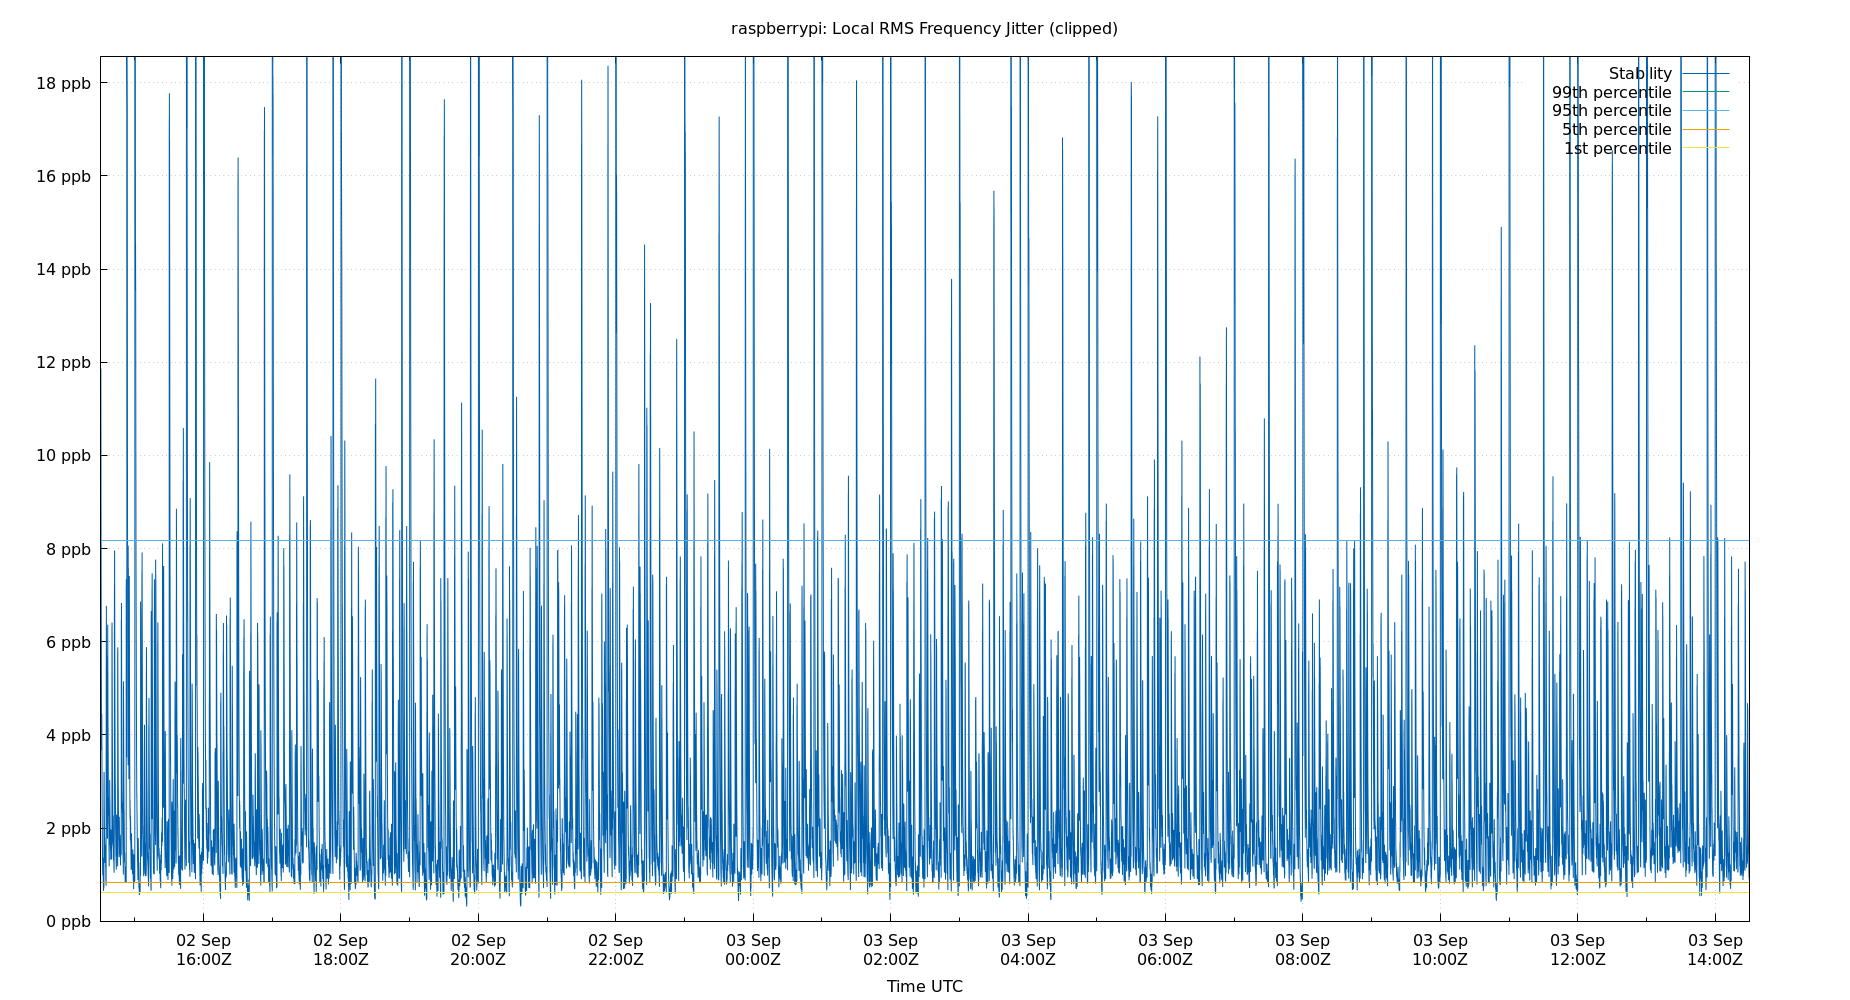 raspberrypi: Local RMS Frequency Jitter (clipped)
18 ppb
16 ppb
14 ppb
12 ppb
10 ppb
8 ppb
6 ppb
4 ppb
2 ppb
0 ppb
Stability
99th percentile
95th percentile
5th percentile
1st percentile
02 Sep 02 Sep 02 Sep 02 Sep 03 Sep 03 Sep 03 Sep 03 Sep 03 Sep 03 Sep 03 Sep 03 Sep
16:00Z 18:00Z 20:00Z 22:00Z 00:00Z 02:00Z 04:00Z 06:00Z 08:00Z 10:00Z 12:00Z 14:00Z
Time UTC